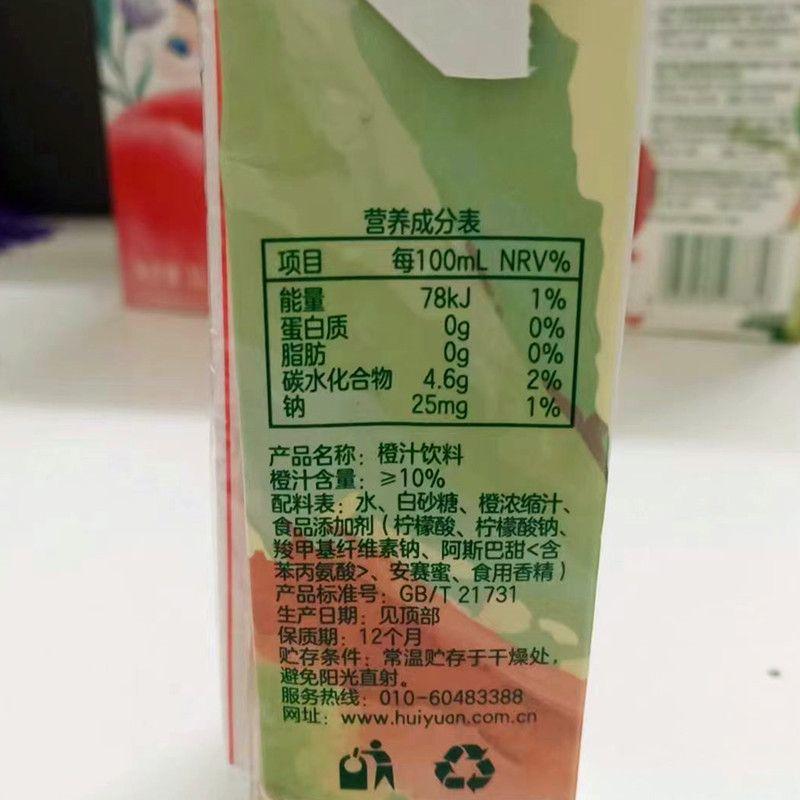 营养成分表
项目 每100mL NRV%
能量 78kJ 1%
蛋白质 0g 0%
脂肪 0g 0%
碳水化合物 4.6g 2%
钠 25mg 1%
产品名称：橙汁饮料
橙汁含量：≥10%
配料表：水、白砂糖、橙浓缩汁、
食品添加剂（柠檬酸、柠檬酸钠、
羧甲基纤维素钠、阿斯巴甜<含
苯丙氨酸>、安赛蜜、食用香精）
产品标准号：GB/T 21731
生产日期：见顶部
保质期：12个月
贮存条件：常温贮存于干燥处，
避免阳光直射。
服务热线：010-60483388
网址：www.huiyuan.com.cn